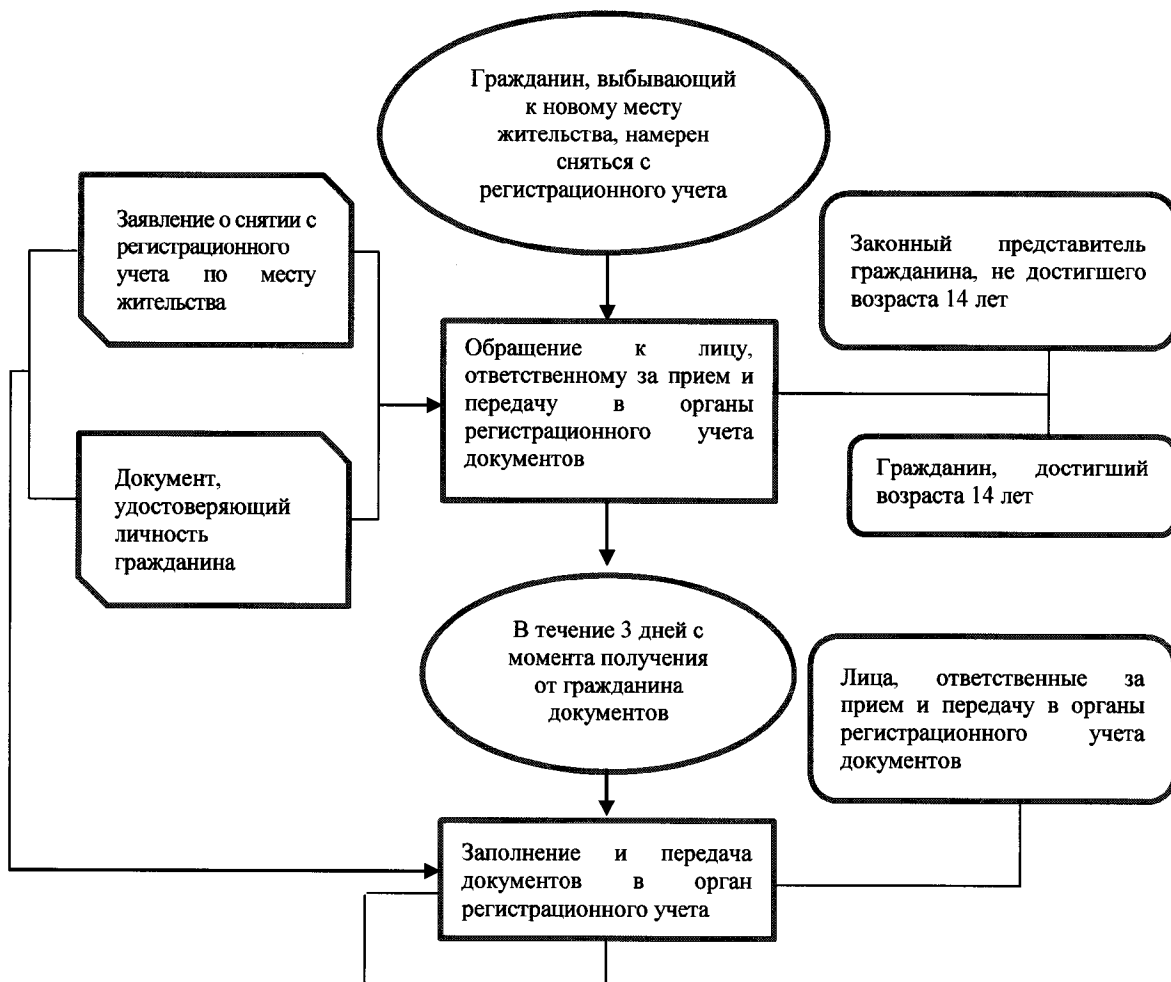 Гражданин, выбывающий
к новому месту
жительства, намерен
сняться с
регистрационного учета
Заявление о снятии с
регистрационного
учета по месту
жительства
Законный представитель
гражданина, не достигшего
возраста 14 лет
Обращение к лицу,
ответственному за прием и
передачу в органы
регистрационного учета
документов
Документ,
удостоверяющий
личность
гражданина
Гражданин, достигший
возраста 14 лет
В течение 3 дней с
момента получения
от гражданина
документов
Лица, ответственные за
прием и передачу в органы
регистрационного учета
документов
Заполнение и передача
документов в орган
регистрационного учета